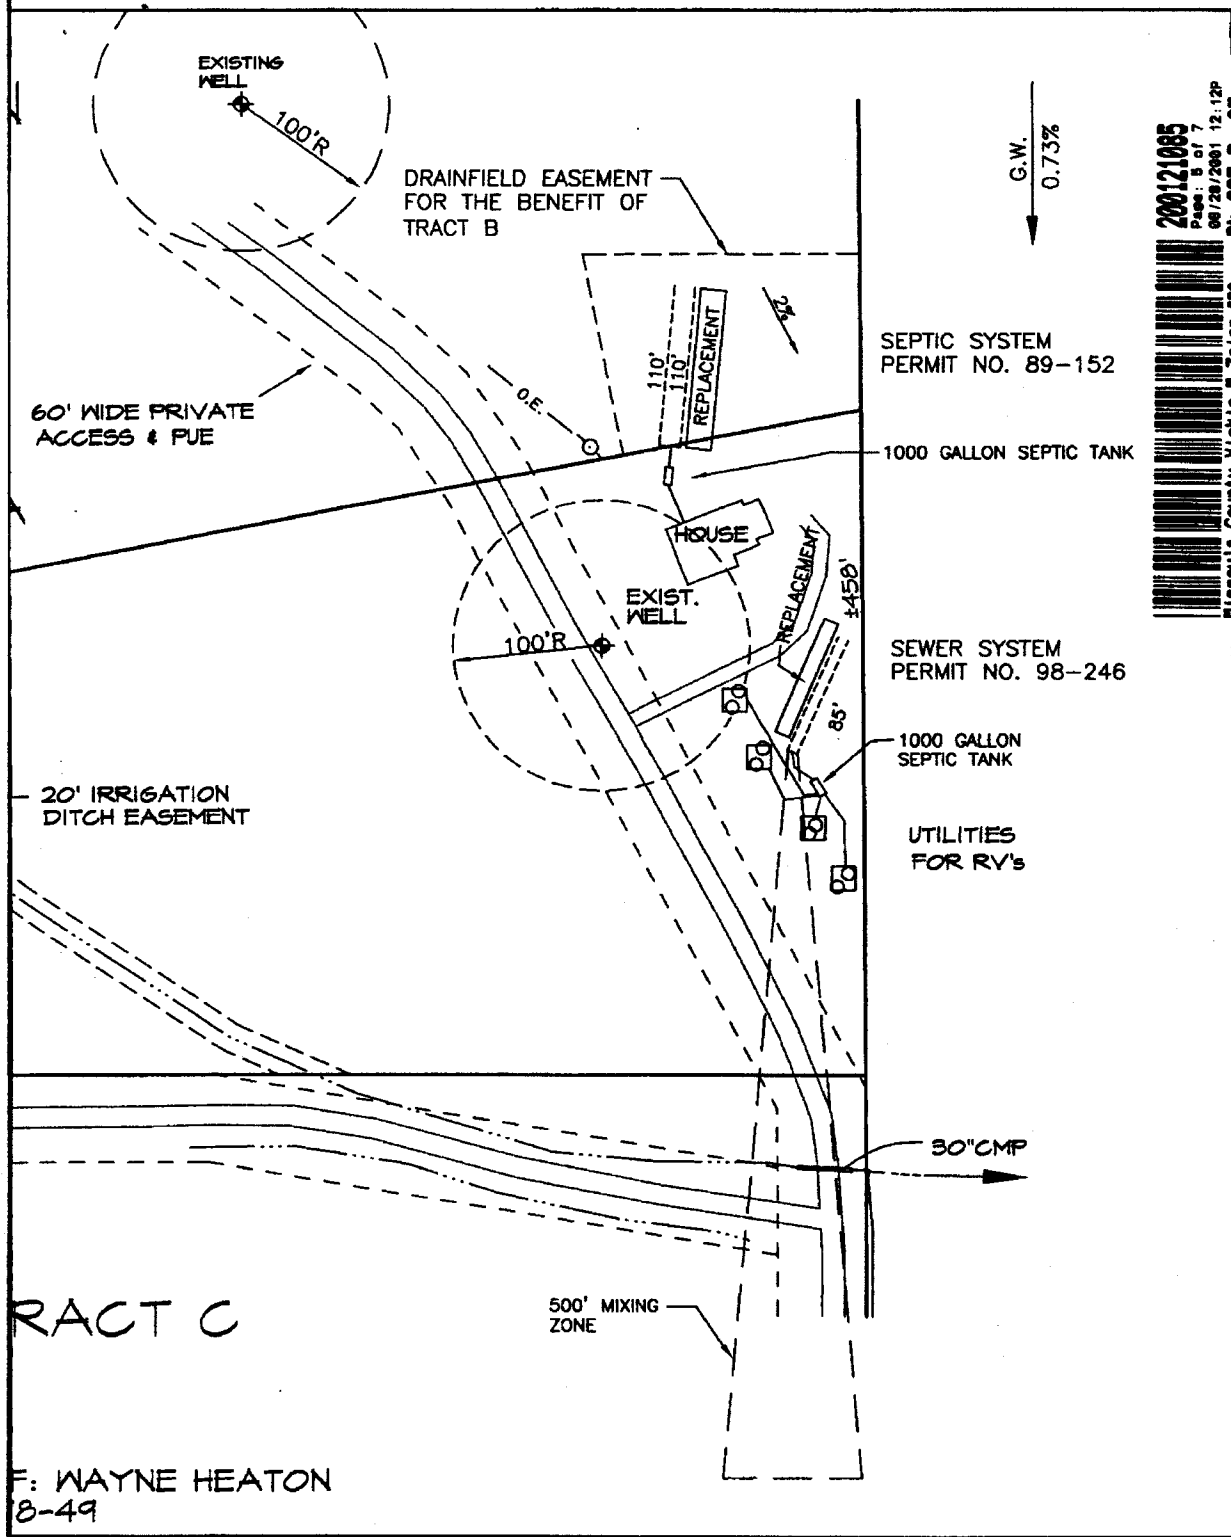 EXISTING
WELL
100'R
DRAINFIELD EASEMENT
FOR THE BENEFIT OF
TRACT B
G.W.
0.73%
200121085
Page: 5 of 7
12:12P
2%
110'
110'
REPLACEMENT
SEPTIC SYSTEM
PERMIT NO. 89-152
60' WIDE PRIVATE
ACCESS & PUE
O.E.
1000 GALLON SEPTIC TANK
HOUSE
REPLACEMENT
±458'
EXIST.
WELL
100'R
SEWER SYSTEM
PERMIT NO. 98-246
85'
1000 GALLON
SEPTIC TANK
20' IRRIGATION
DITCH EASEMENT
UTILITIES
FOR RV's
30"CMP
RACT C
500' MIXING
ZONE
F: WAYNE HEATON
8-49